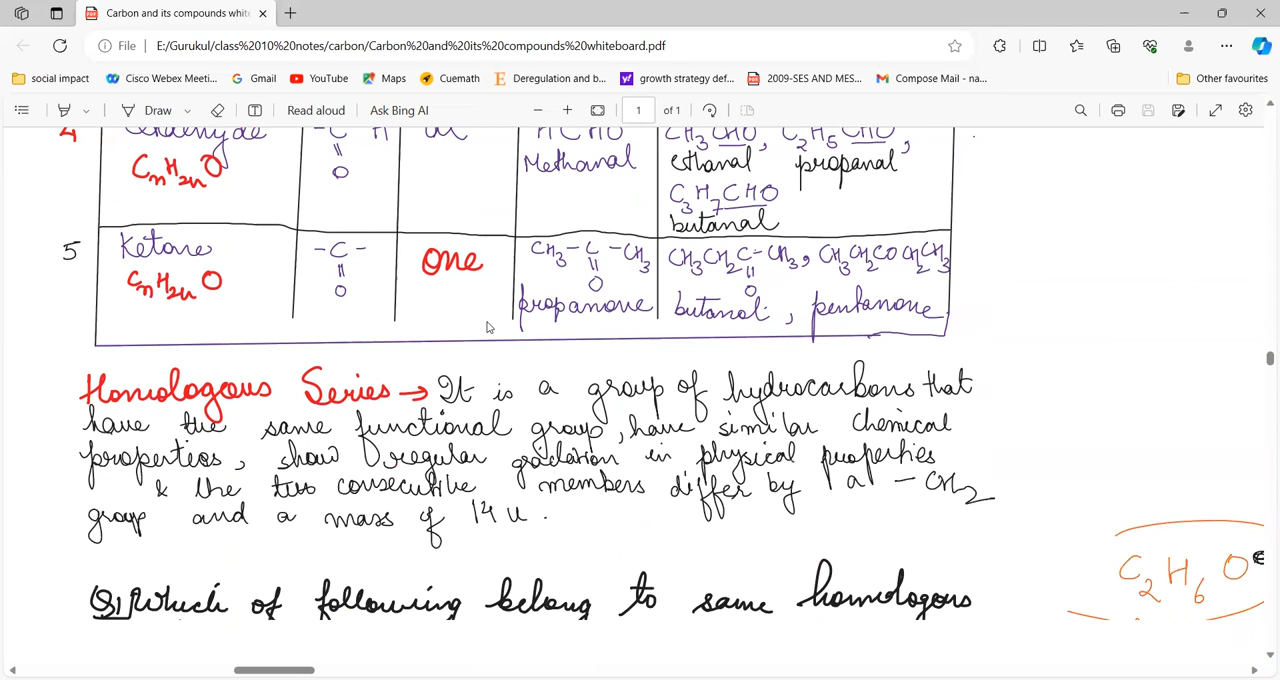 Carbon and its compounds whit
File
E:/Gurukul/class%2010%20notes/carbon/Carbon%20and%20its%20compounds%20whiteboard.pdf
social impact Cisco Webex Meeti... Gmail YouTube Maps Cuemath Deregulation and b... growth strategy def... 2009-SES AND MES... Compose Mail - na... Other favourites
Draw Read aloud Ask Bing AI 1 of 1
4 -C H HCHO CH3CHO, C2H5CHO,
CnH2nO || O Methanal ethanal propanal
C3H7CHO
butanal
5 Ketone -C- One CH3-C-CH3 CH3CH2C-CH3, CH3CH2COCH2CH3
CnH2nO || O || O || O
propanone butanal, pentanone
Homologous Series → It is a group of hydrocarbons that
have the same functional group, have similar chemical
properties, show regular gradation in physical properties
& the two consecutive members differ by a -CH2
group and a mass of 14 u.
C2H6O
Q1 Which of following belong to same homologous